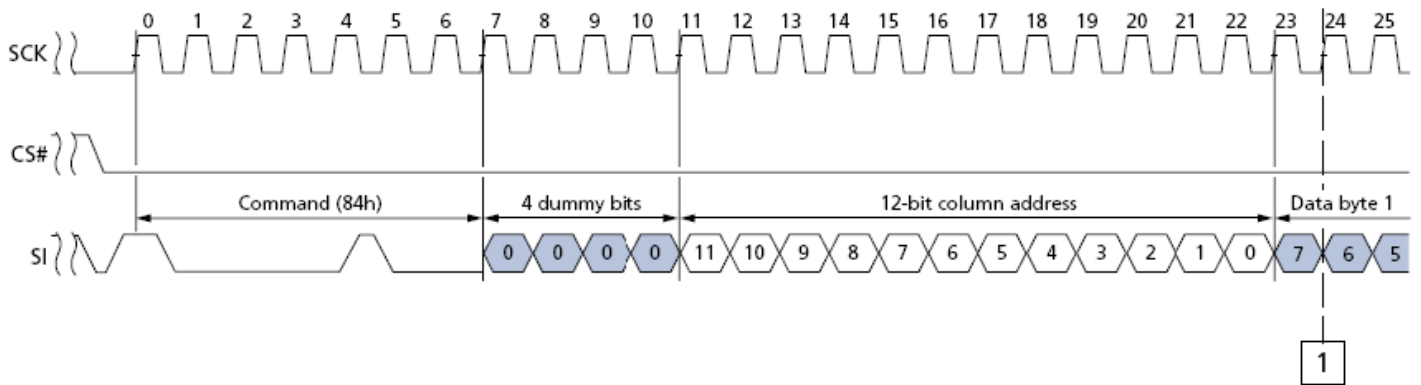 0 1 2 3 4 5 6 7 8 9 10 11 12 13 14 15 16 17 18 19 20 21 22 23 24 25
SCK
CS#
Command (84h) 4 dummy bits 12-bit column address Data byte 1
SI 0 0 0 0 11 10 9 8 7 6 5 4 3 2 1 0 7 6 5
1